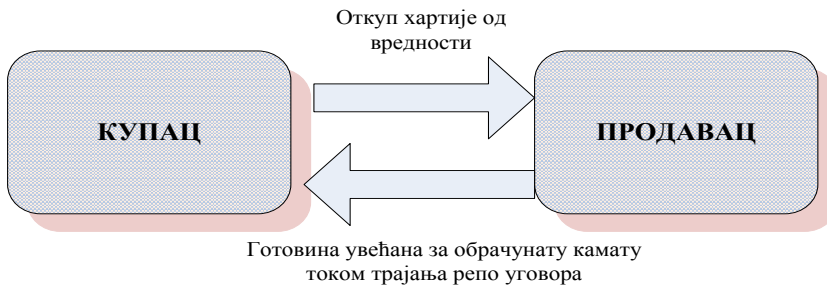 Откуп хартије од
вредности
КУПАЦ
ПРОДАВАЦ
Готовина увећана за обрачунату камату
током трајања репо уговора